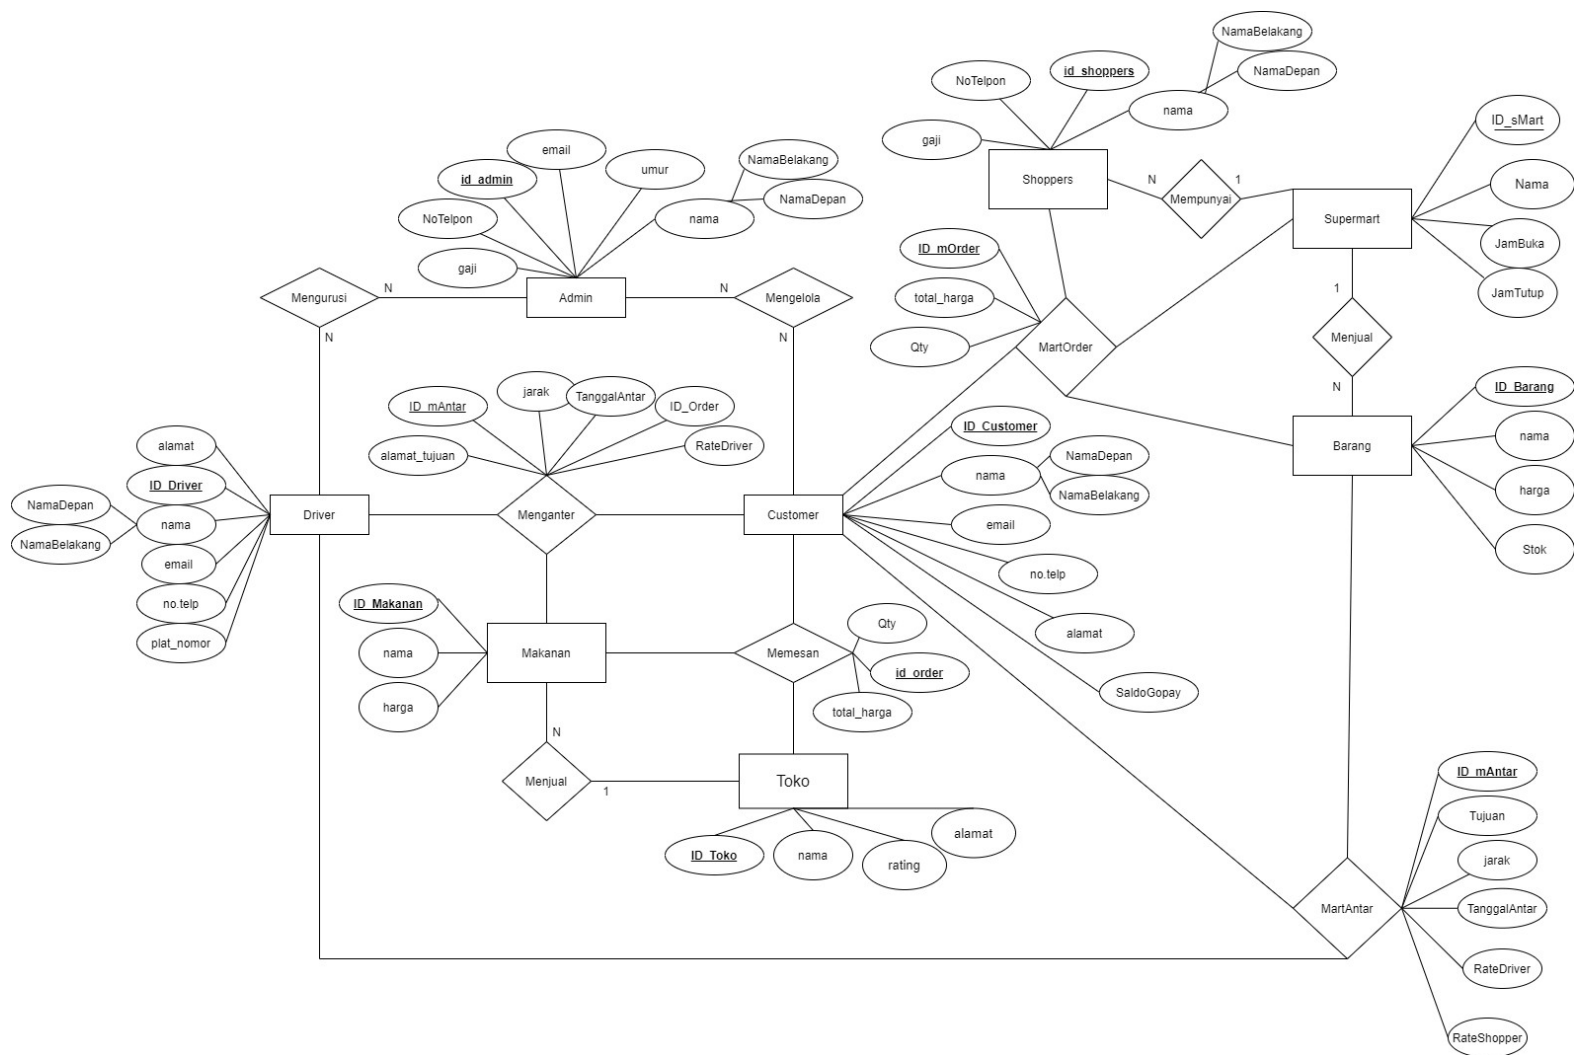 NamaBelakang
id_shoppers
NamaDepan
NoTelpon
nama
gaji
Shoppers
N
Mempunyai
1
ID_sMart
Nama
Supermart
JamBuka
JamTutup
email
umur
NamaBelakang
id_admin
NamaDepan
NoTelpon
nama
gaji
Mengurusi
N
Admin
N
Mengelola
N
N
ID_mOrder
total_harga
Qty
MartOrder
1
Menjual
N
ID_Barang
nama
Barang
harga
Stok
jarak
TanggalAntar
ID_mAntar
ID_Order
alamat_tujuan
RateDriver
ID_Customer
NamaDepan
nama
NamaBelakang
email
no.telp
alamat
SaldoGopay
alamat
ID_Driver
NamaDepan
nama
NamaBelakang
email
no.telp
plat_nomor
Driver
Menganter
Customer
ID_Makanan
nama
harga
Makanan
Memesan
Qty
id_order
total_harga
N
Menjual
1
Toko
alamat
ID_Toko
nama
rating
ID_mAntar
Tujuan
jarak
MartAntar
TanggalAntar
RateDriver
RateShopper